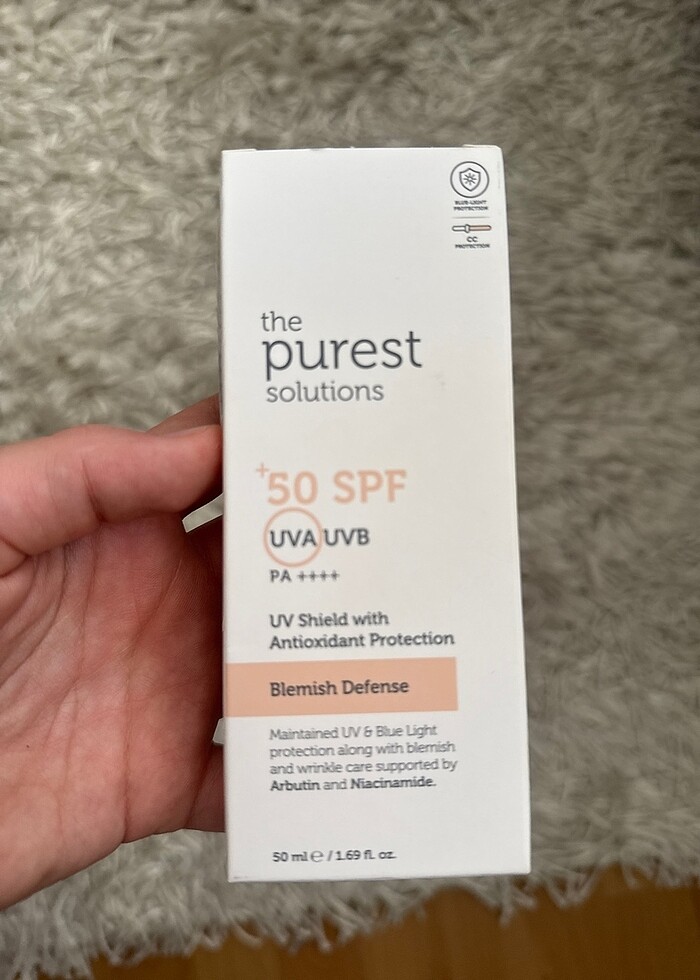 BLUE-LIGHT
PROTECTION
CC
PROTECTION
the
purest
solutions
+50 SPF
UVA UVB
PA ++++
UV Shield with
Antioxidant Protection
Blemish Defense
Maintained UV & Blue Light
protection along with blemish
and wrinkle care supported by
Arbutin and Niacinamide.
50 ml ℮ / 1.69 fl. oz.